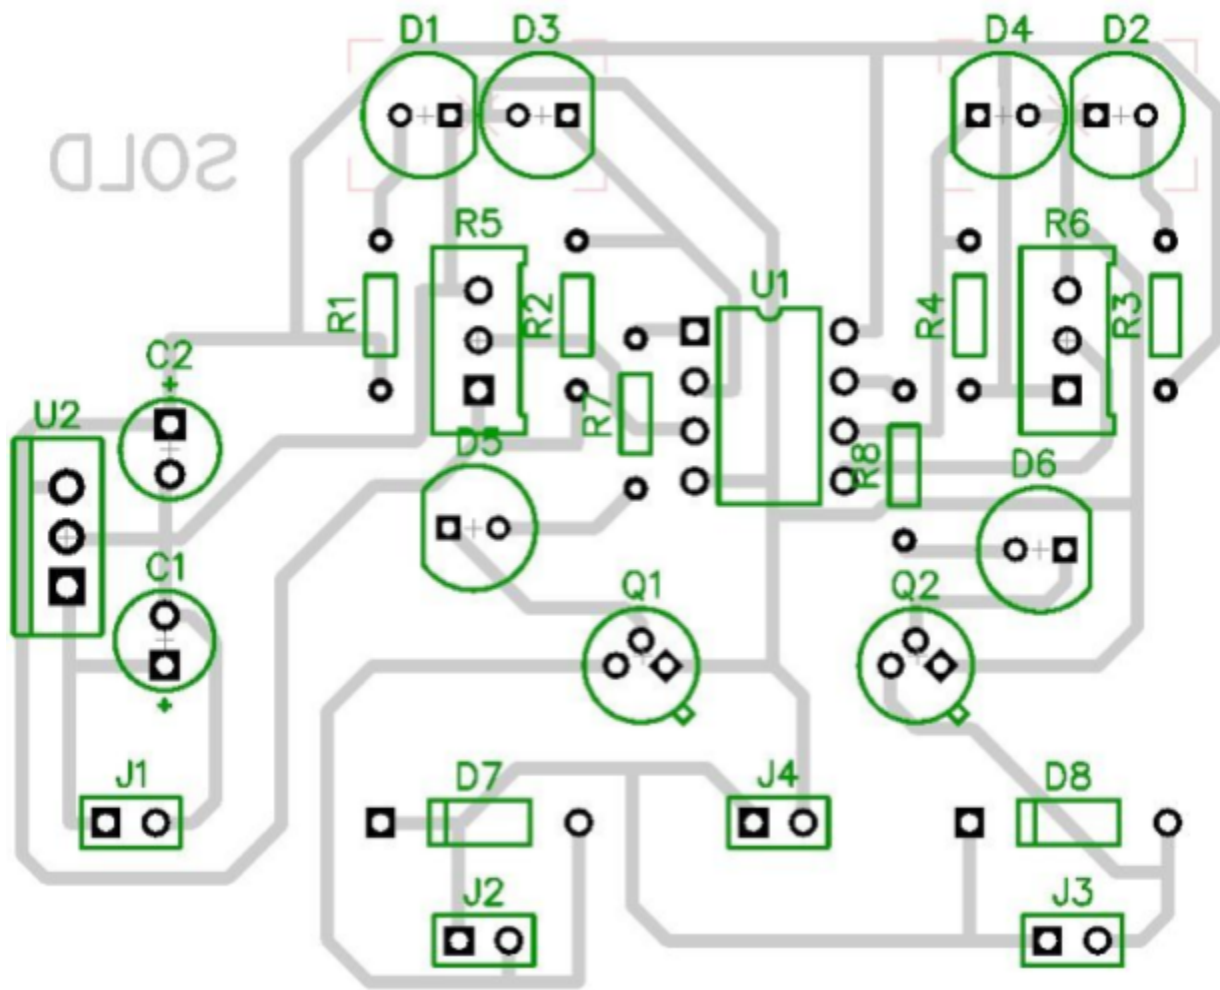 D1 D3 D4 D2
SOLD
R5 R6
U1
R1 R2 R4 R3
C2
U2 R7 D5 R8 D6
C1 Q1 Q2
J1 D7 J4 D8
J2 J3